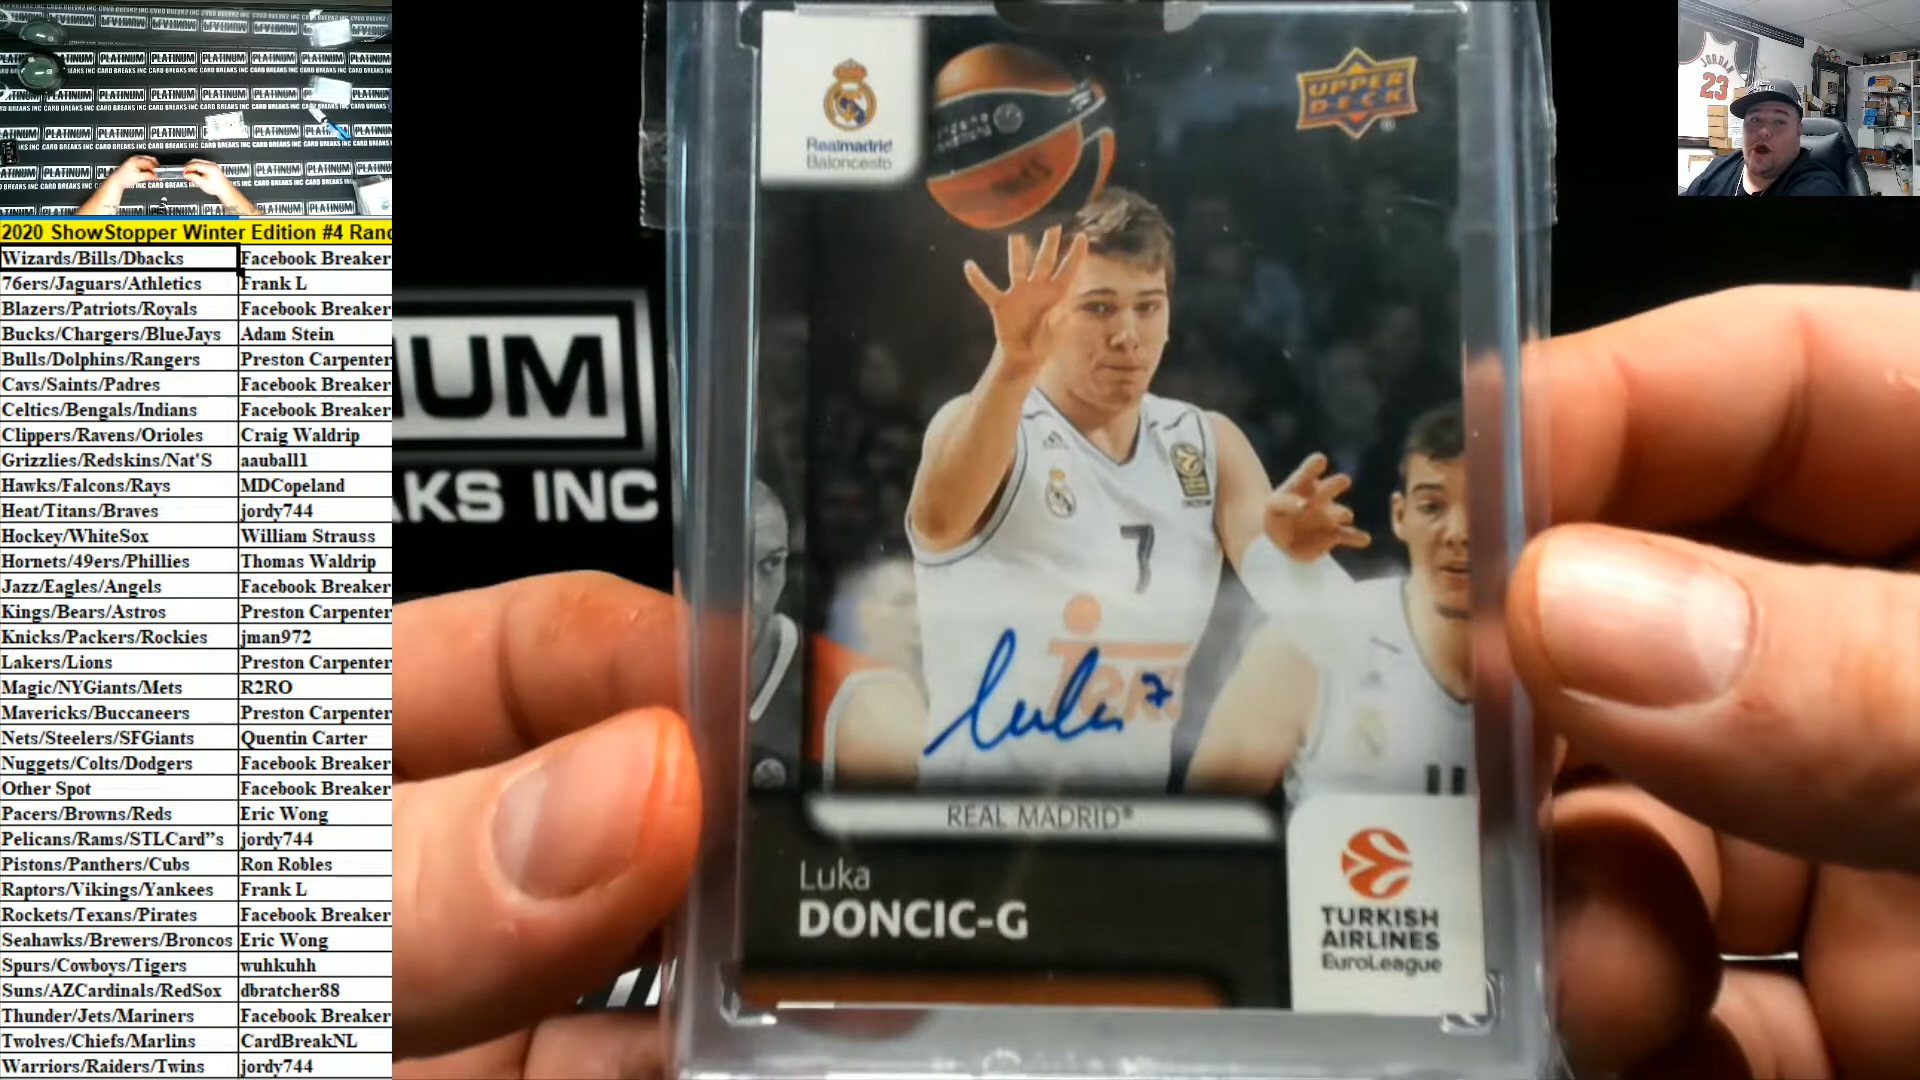 2020 ShowStopper Winter Edition #4
Wizards/Bills/Dbacks Facebook Breaker
76ers/Jaguars/Athletics Frank L
Blazers/Patriots/Royals Facebook Breaker
Bucks/Chargers/BlueJays Adam Stein
Bulls/Dolphins/Rangers Preston Carpenter
Cavs/Saints/Padres Facebook Breaker
Celtics/Bengals/Indians Facebook Breaker
Clippers/Ravens/Orioles Craig Waldrip
Grizzlies/Redskins/Nat'S aauball1
Hawks/Falcons/Rays MDCopeland
Heat/Titans/Braves jordy744
Hockey/WhiteSox William Strauss
Hornets/49ers/Phillies Thomas Waldrip
Jazz/Eagles/Angels Facebook Breaker
Kings/Bears/Astros Preston Carpenter
Knicks/Packers/Rockies jman972
Lakers/Lions Preston Carpenter
Magic/NYGiants/Mets R2RO
Mavericks/Buccaneers Preston Carpenter
Nets/Steelers/SFGiants Quentin Carter
Nuggets/Colts/Dodgers Facebook Breaker
Other Spot Facebook Breaker
Pacers/Browns/Reds Eric Wong
Pelicans/Rams/STLCard"s jordy744
Pistons/Panthers/Cubs Ron Robles
Raptors/Vikings/Yankees Frank L
Rockets/Texans/Pirates Facebook Breaker
Seahawks/Brewers/Broncos Eric Wong
Spurs/Cowboys/Tigers wuhkuhh
Suns/AZCardinals/RedSox dbratcher88
Thunder/Jets/Mariners Facebook Breaker
Twolves/Chiefs/Marlins CardBreakNL
Warriors/Raiders/Twins jordy744
PLATINUM
CARD BREAKS INC
UM
KS INC
Realmadrid
Baloncesto
UPPER
DECK
7
luka 7
REAL MADRID®
Luka
DONCIC-G
TURKISH
AIRLINES
EuroLeague
JORDAN
23